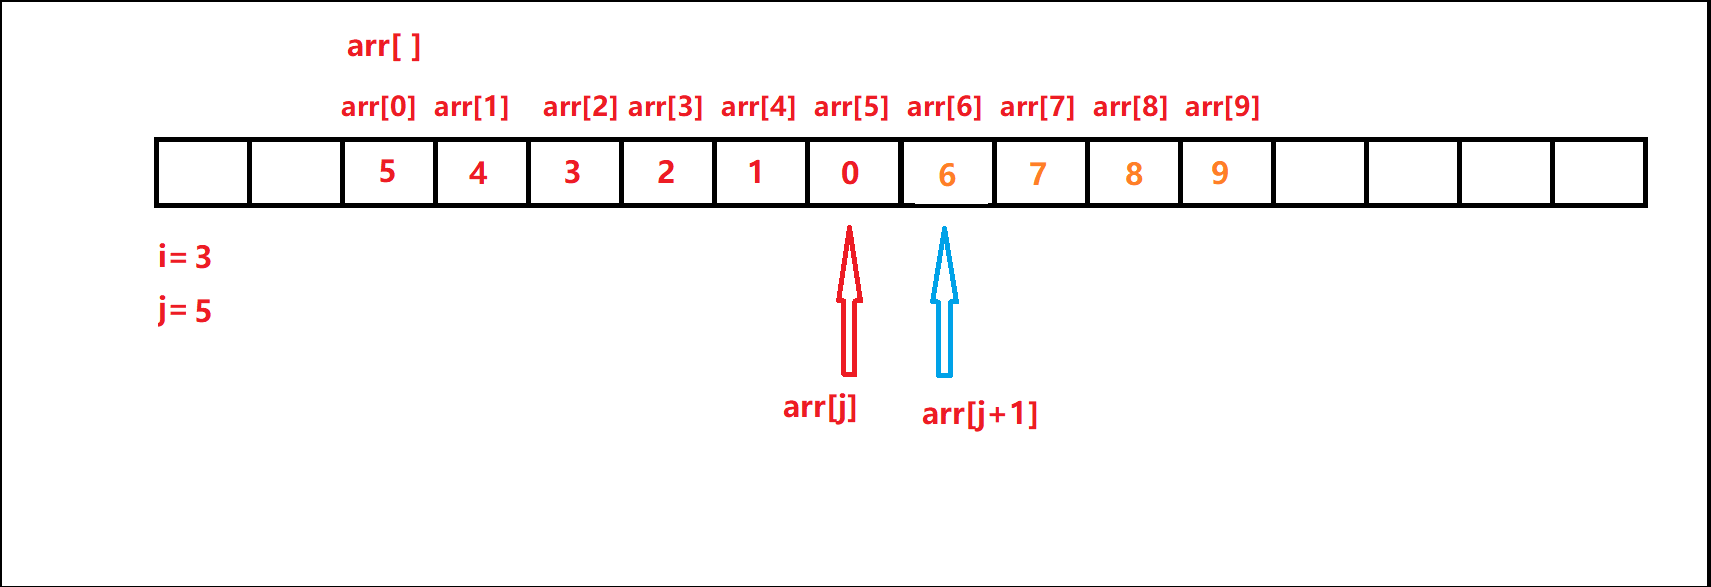 arr[ ]
arr[0] arr[1] arr[2] arr[3] arr[4] arr[5] arr[6] arr[7] arr[8] arr[9]
5 4 3 2 1 0 6 7 8 9
i= 3
j= 5
arr[j] arr[j+1]